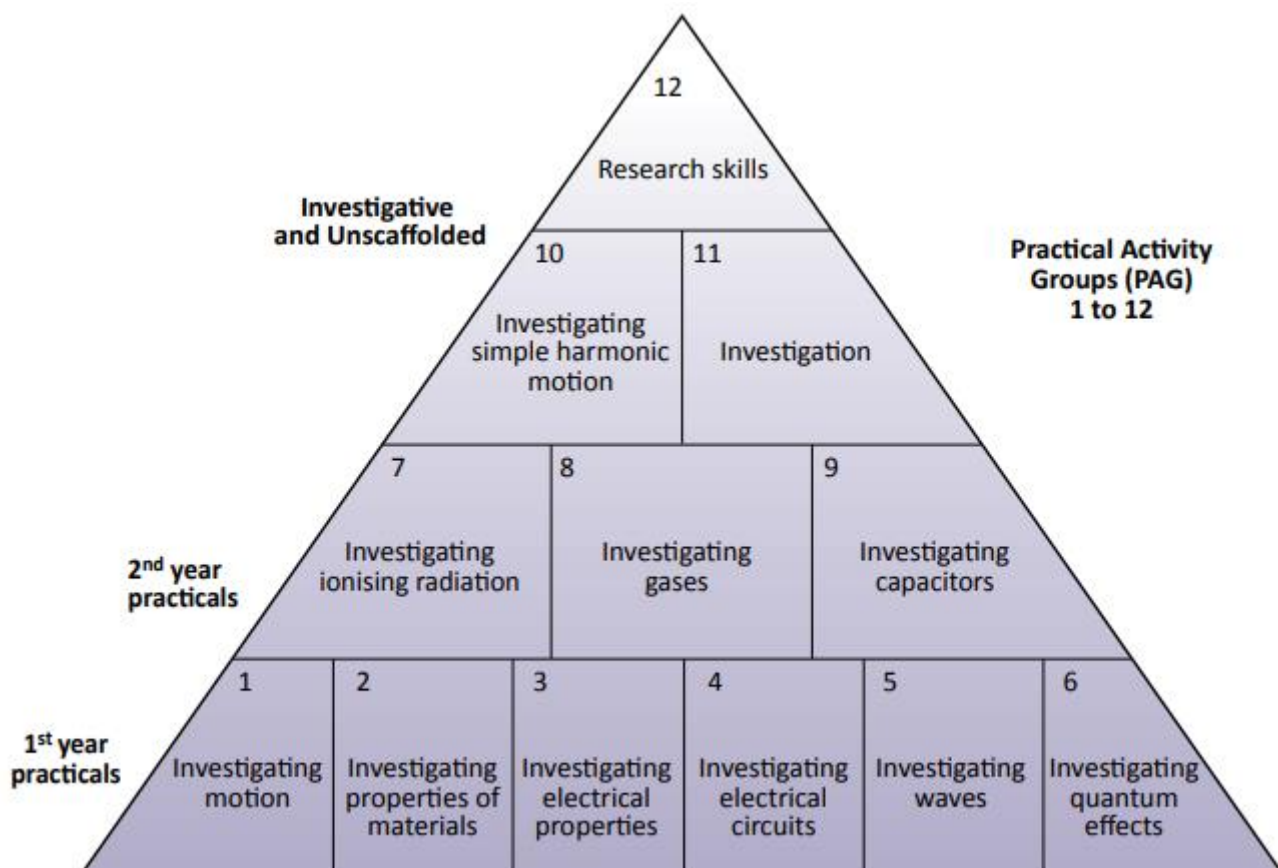 12
Research skills
Investigative
and Unscaffolded
Practical Activity
Groups (PAG)
1 to 12
10
Investigating
simple harmonic
motion
11
Investigation
2nd year
practicals
7
Investigating
ionising radiation
8
Investigating
gases
9
Investigating
capacitors
1st year
practicals
1
Investigating
motion
2
Investigating
properties of
materials
3
Investigating
electrical
properties
4
Investigating
electrical
circuits
5
Investigating
waves
6
Investigating
quantum
effects